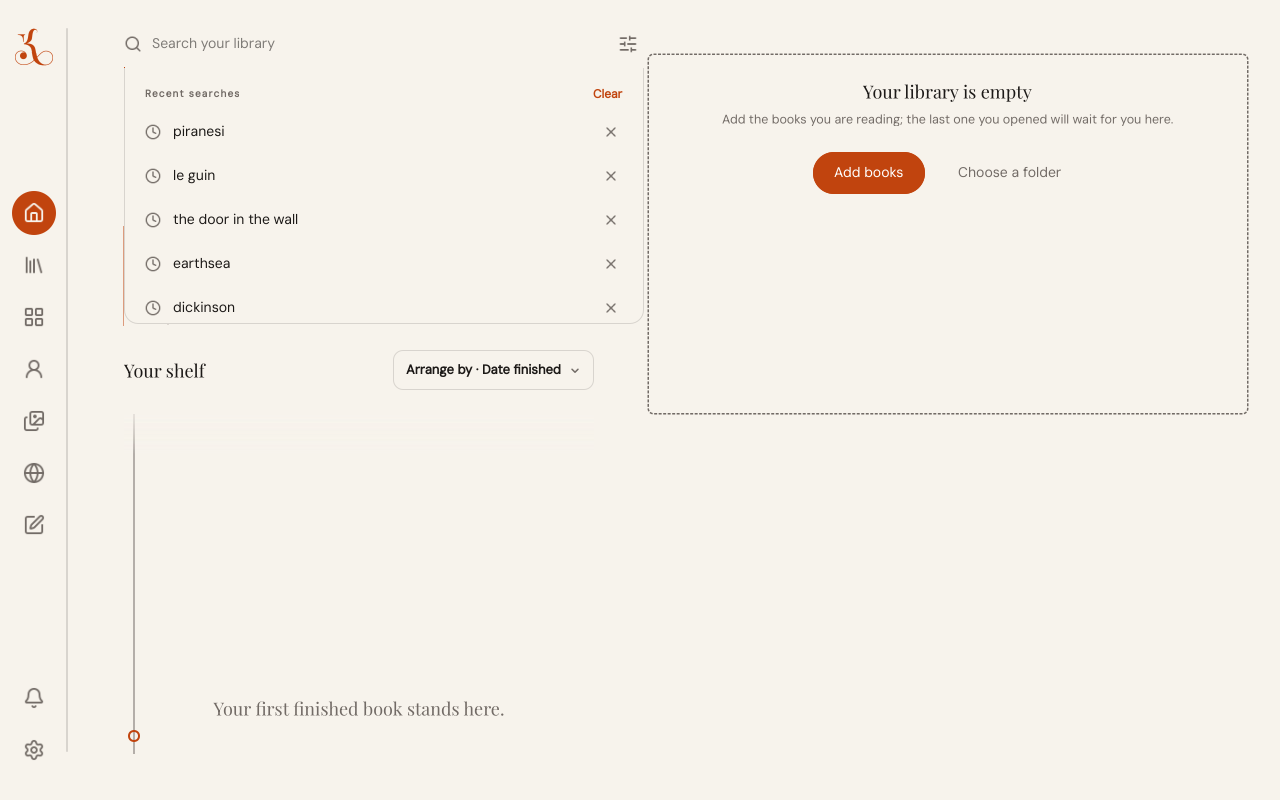 Search your library
Recent searches
Clear
piranesi
le guin
the door in the wall
earthsea
dickinson
Your library is empty
Add the books you are reading; the last one you opened will wait for you here.
Add books
Choose a folder
Your shelf
Arrange by · Date finished
Your first finished book stands here.